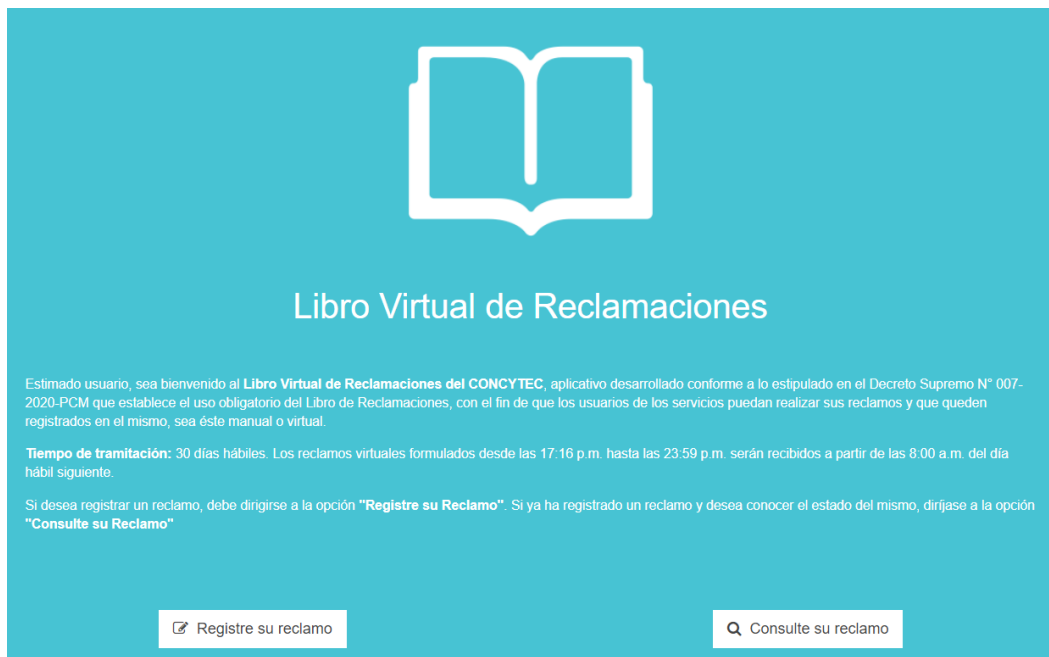 Libro Virtual de Reclamaciones
Estimado usuario, sea bienvenido al Libro Virtual de Reclamaciones del CONCYTEC, aplicativo desarrollado conforme a lo estipulado en el Decreto Supremo N° 007-
2020-PCM que establece el uso obligatorio del Libro de Reclamaciones, con el fin de que los usuarios de los servicios puedan realizar sus reclamos y que queden
registrados en el mismo, sea éste manual o virtual.
Tiempo de tramitación: 30 días hábiles. Los reclamos virtuales formulados desde las 17:16 p.m. hasta las 23:59 p.m. serán recibidos a partir de las 8:00 a.m. del día
hábil siguiente.
Si desea registrar un reclamo, debe dirigirse a la opción "Registre su Reclamo". Si ya ha registrado un reclamo y desea conocer el estado del mismo, diríjase a la opción
"Consulte su Reclamo"
Registre su reclamo
Consulte su reclamo